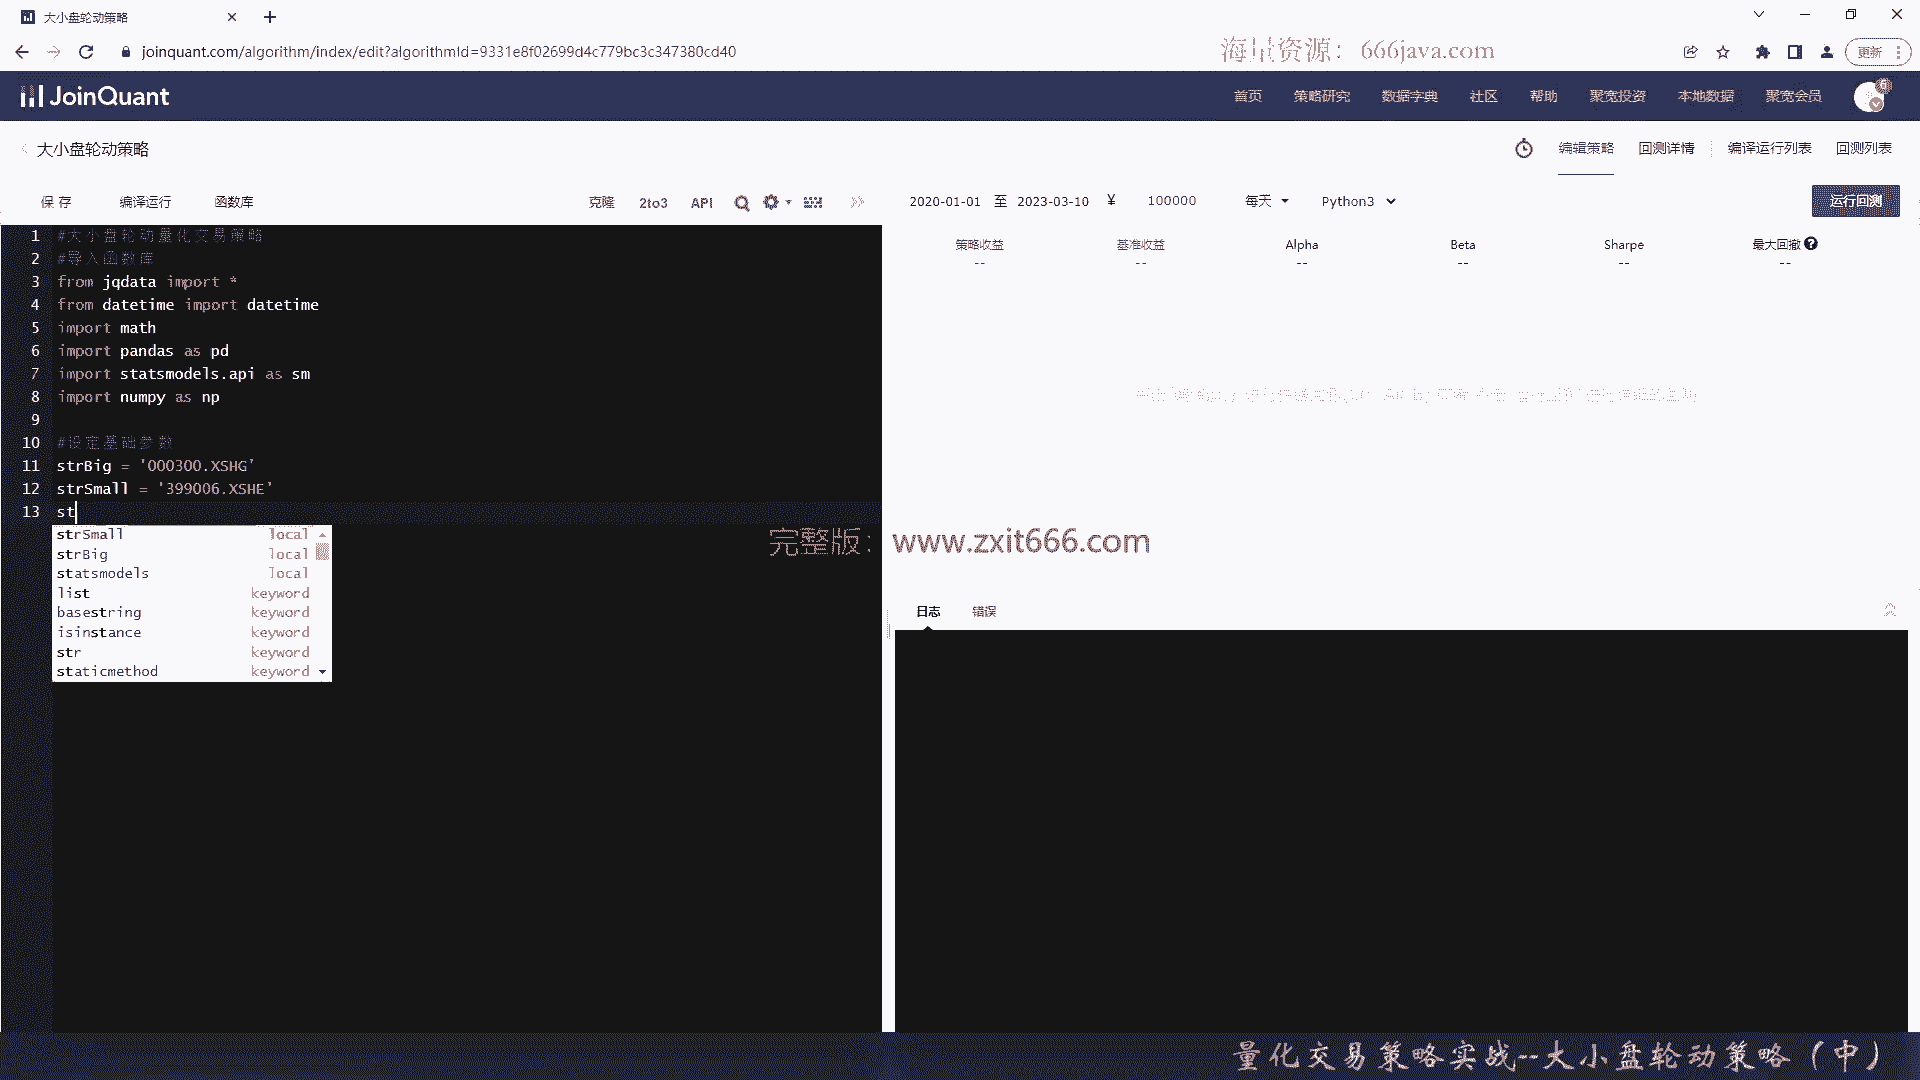 大小盘轮动策略
joinquant.com/algorithm/index/edit?algorithmId=9331e8f02699d4c779bc3c347380cd40
海量资源：666java.com
更新
JoinQuant
首页 策略研究 数据字典 社区 帮助 聚宽投资 本地数据 聚宽会员
6
大小盘轮动策略
编辑策略 回测详情 编译运行列表 回测列表
保存 编译运行 函数库 克隆 2to3 API
2020-01-01 至 2023-03-10 ¥ 100000 每天 Python3 运行回测
策略收益 基准收益 Alpha Beta Sharpe 最大回撤
-- -- -- -- -- --
1 #大小盘轮动量化交易策略
2 #导入函数库
3 from jqdata import *
4 from datetime import datetime
5 import math
6 import pandas as pd
7 import statsmodels.api as sm
8 import numpy as np
9
10 #设定基础参数
11 strBig = '000300.XSHG'
12 strSmall = '399006.XSHE'
13 st
strSmall local
strBig local
statsmodels local
list keyword
basestring keyword
isinstance keyword
str keyword
staticmethod keyword
完整版：www.zxit666.com
日志 错误
量化交易策略实战--大小盘轮动策略（中）